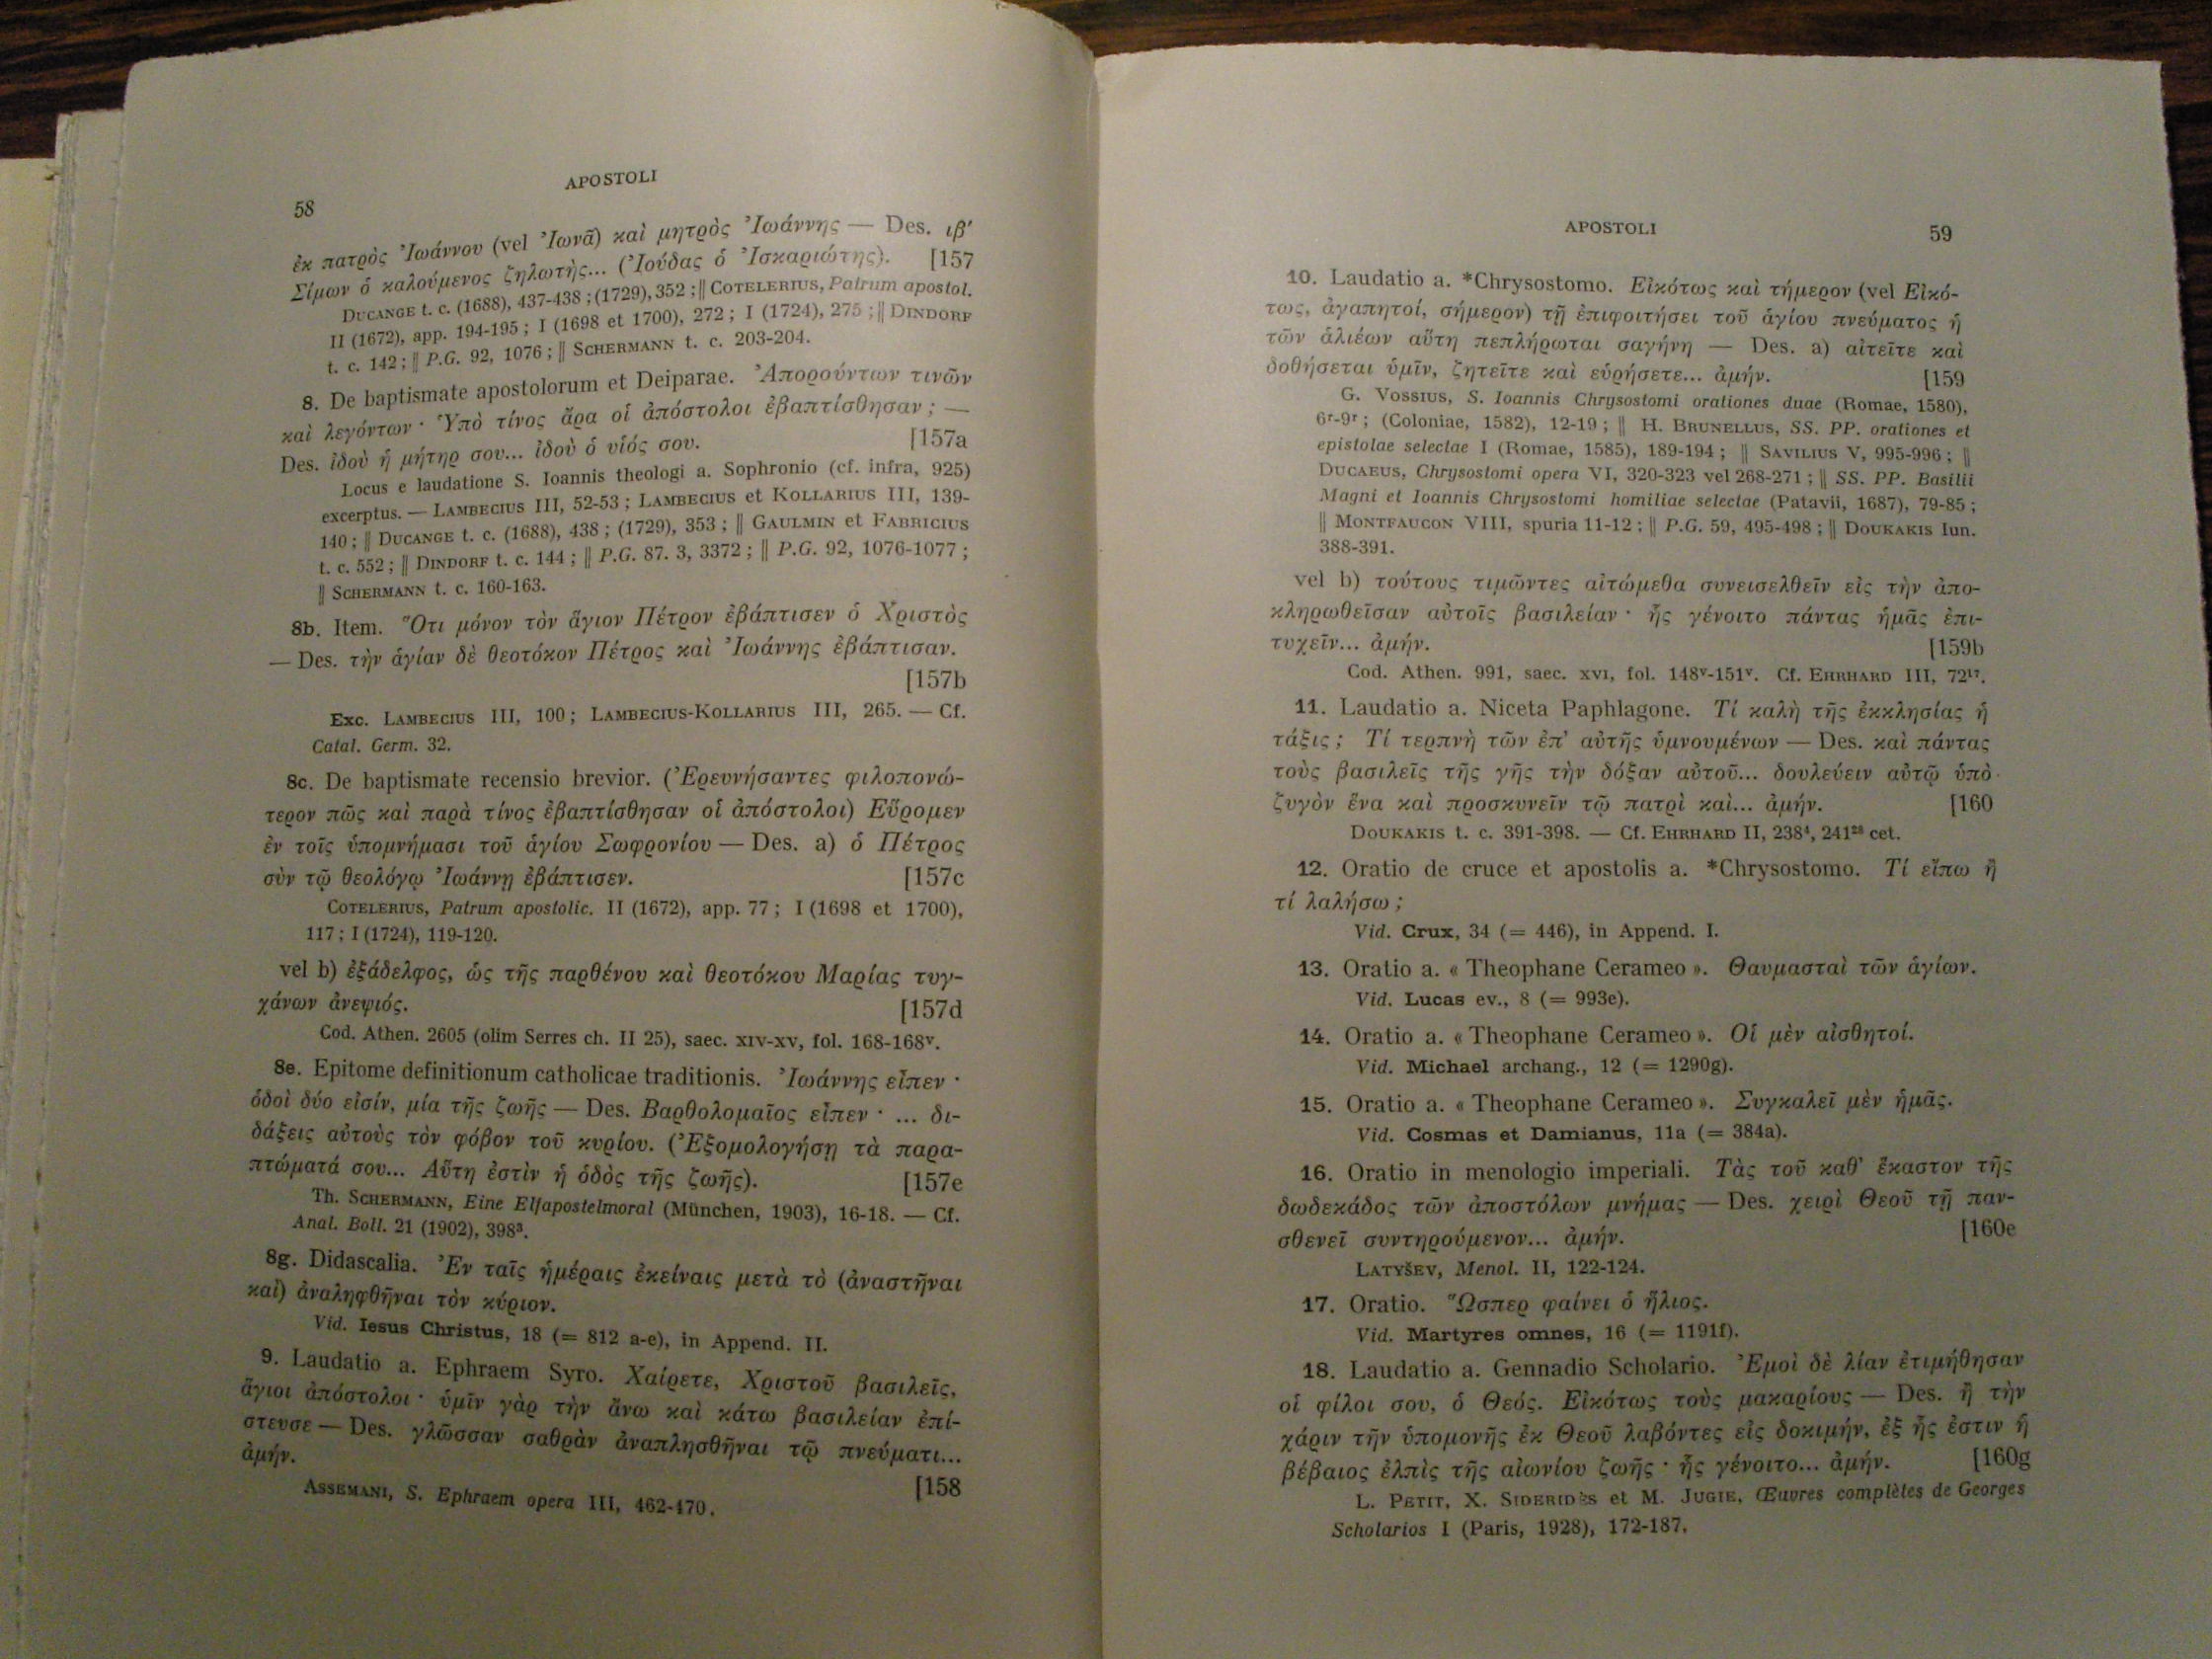 58
APOSTOLI
ἐκ πατρὸς Ἰωάννου (vel Ἰωνᾶ) καὶ μητρὸς Ἰωάννης — Des. ιβʹ
Σίμων ὁ καλούμενος ζηλωτὴς... (Ἰούδας ὁ Ἰσκαριώτης). [157
DUCANGE t. c. (1688), 437-438 ; (1729), 352 ; || COTELERIUS, Patrum apostol.
II (1672), app. 194-195 ; I (1698 et 1700), 272 ; I (1724), 275 ; || DINDORF
t. c. 142 ; || P.G. 92, 1076 ; || SCHERMANN t. c. 203-204.
8. De baptismate apostolorum et Deiparae. Ἀπορούντων τινῶν
καὶ λεγόντων · Ὑπὸ τίνος ἄρα οἱ ἀπόστολοι ἐβαπτίσθησαν ; —
Des. ἰδοὺ ἡ μήτηρ σου... ἰδοὺ ὁ υἱός σου. [157a
Locus e laudatione S. Ioannis theologi a. Sophronio (cf. infra, 925)
excerptus. — LAMBECIUS III, 52-53 ; LAMBECIUS et KOLLARIUS III, 139-
140 ; || DUCANGE t. c. (1688), 438 ; (1729), 353 ; || GAULMIN et FABRICIUS
t. c. 552 ; || DINDORF t. c. 144 ; || P.G. 87. 3, 3372 ; || P.G. 92, 1076-1077 ;
|| SCHERMANN t. c. 160-163.
8b. Item. Ὅτι μόνον τὸν ἅγιον Πέτρον ἐβάπτισεν ὁ Χριστὸς
— Des. τὴν ἁγίαν δὲ θεοτόκον Πέτρος καὶ Ἰωάννης ἐβάπτισαν.
[157b
Exc. LAMBECIUS III, 100 ; LAMBECIUS-KOLLARIUS III, 265. — Cf.
Catal. Germ. 32.
8c. De baptismate recensio brevior. (Ἐρευνήσαντες φιλοπονώ-
τερον πῶς καὶ παρὰ τίνος ἐβαπτίσθησαν οἱ ἀπόστολοι) Εὕρομεν
ἐν τοῖς ὑπομνήμασι τοῦ ἁγίου Σωφρονίου — Des. a) ὁ Πέτρος
σὺν τῷ θεολόγῳ Ἰωάννῃ ἐβάπτισεν. [157c
COTELERIUS, Patrum apostolic. II (1672), app. 77 ; I (1698 et 1700),
117 ; I (1724), 119-120.
vel b) ἐξάδελφος, ὡς τῆς παρθένου καὶ θεοτόκου Μαρίας τυγ-
χάνων ἀνεψιός. [157d
Cod. Athen. 2605 (olim Serres ch. II 25), saec. XIV-XV, fol. 168-168ᵛ.
8e. Epitome definitionum catholicae traditionis. Ἰωάννης εἶπεν ·
ὁδοὶ δύο εἰσίν, μία τῆς ζωῆς — Des. Βαρθολομαῖος εἶπεν · ... δι-
δάξεις αὐτοὺς τὸν φόβον τοῦ κυρίου. (Ἐξομολογήσῃ τὰ παρα-
πτώματά σου... Αὕτη ἐστὶν ἡ ὁδὸς τῆς ζωῆς). [157e
Th. SCHERMANN, Eine Elfapostelmoral (München, 1903), 16-18. — Cf.
Anal. Boll. 21 (1902), 398³.
8g. Didascalia. Ἐν ταῖς ἡμέραις ἐκείναις μετὰ τὸ (ἀναστῆναι
καὶ) ἀναληφθῆναι τὸν κύριον.
Vid. Iesus Christus, 18 (= 812 a-e), in Append. II.
9. Laudatio a. Ephraem Syro. Χαίρετε, Χριστοῦ βασιλεῖς,
ἅγιοι ἀπόστολοι · ὑμῖν γὰρ τὴν ἄνω καὶ κάτω βασιλείαν ἐπί-
στευσε — Des. γλῶσσαν σαθρὰν ἀναπλησθῆναι τῷ πνεύματι...
ἀμήν. [158
ASSEMANI, S. Ephraem opera III, 462-470.
APOSTOLI
59
10. Laudatio a. *Chrysostomo. Εἰκότως καὶ τήμερον (vel Εἰκό-
τως, ἀγαπητοί, σήμερον) τῇ ἐπιφοιτήσει τοῦ ἁγίου πνεύματος ἡ
τῶν ἁλιέων αὕτη πεπλήρωται σαγήνη — Des. a) αἰτεῖτε καὶ
δοθήσεται ὑμῖν, ζητεῖτε καὶ εὑρήσετε... ἀμήν. [159
G. VOSSIUS, S. Ioannis Chrysostomi orationes duae (Romae, 1580),
6ʳ-9ʳ ; (Coloniae, 1582), 12-19 ; || H. BRUNELLUS, SS. PP. orationes et
epistolae selectae I (Romae, 1585), 189-194 ; || SAVILIUS V, 995-996 ; ||
DUCAEUS, Chrysostomi opera VI, 320-323 vel 268-271 ; || SS. PP. Basilii
Magni et Ioannis Chrysostomi homiliae selectae (Patavii, 1687), 79-85 ;
|| MONTFAUCON VIII, spuria 11-12 ; || P.G. 59, 495-498 ; || DOUKAKIS Iun.
388-391.
vel b) τούτους τιμῶντες αἰτώμεθα συνεισελθεῖν εἰς τὴν ἀπο-
κληρωθεῖσαν αὐτοῖς βασιλείαν · ἧς γένοιτο πάντας ἡμᾶς ἐπι-
τυχεῖν... ἀμήν. [159b
Cod. Athen. 991, saec. XVI, fol. 148ᵛ-151ᵛ. Cf. EHRHARD III, 72¹⁷.
11. Laudatio a. Niceta Paphlagone. Τί καλὴ τῆς ἐκκλησίας ἡ
τάξις ; Τί τερπνὴ τῶν ἐπ' αὐτῆς ὑμνουμένων — Des. καὶ πάντας
τοὺς βασιλεῖς τῆς γῆς τὴν δόξαν αὐτοῦ... δουλεύειν αὐτῷ ὑπὸ
ζυγὸν ἕνα καὶ προσκυνεῖν τῷ πατρὶ καὶ... ἀμήν. [160
DOUKAKIS t. c. 391-398. — Cf. EHRHARD II, 238⁴, 241²⁸ cet.
12. Oratio de cruce et apostolis a. *Chrysostomo. Τί εἴπω ἢ
τί λαλήσω ;
Vid. Crux, 34 (= 446), in Append. I.
13. Oratio a. « Theophane Cerameo ». Θαυμασταὶ τῶν ἁγίων.
Vid. Lucas ev., 8 (= 993e).
14. Oratio a. « Theophane Cerameo ». Οἱ μὲν αἰσθητοί.
Vid. Michael archang., 12 (= 1290g).
15. Oratio a. « Theophane Cerameo ». Συγκαλεῖ μὲν ἡμᾶς.
Vid. Cosmas et Damianus, 11a (= 384a).
16. Oratio in menologio imperiali. Τὰς τοῦ καθ' ἕκαστον τῆς
δωδεκάδος τῶν ἀποστόλων μνήμας — Des. χειρὶ Θεοῦ τῇ παν-
σθενεῖ συντηρούμενον... ἀμήν. [160e
LATYŠEV, Menol. II, 122-124.
17. Oratio. Ὥσπερ φαίνει ὁ ἥλιος.
Vid. Martyres omnes, 16 (= 1191f).
18. Laudatio a. Gennadio Scholario. Ἐμοὶ δὲ λίαν ἐτιμήθησαν
οἱ φίλοι σου, ὁ Θεός. Εἰκότως τοὺς μακαρίους — Des. ἢ τὴν
χάριν τὴν ὑπομονῆς ἐκ Θεοῦ λαβόντες εἰς δοκιμήν, ἐξ ἧς ἐστιν ἡ
βέβαιος ἐλπὶς τῆς αἰωνίου ζωῆς · ἧς γένοιτο... ἀμήν. [160g
L. PETIT, X. SIDERIDÈS et M. JUGIE, Œuvres complètes de Georges
Scholarios I (Paris, 1928), 172-187.